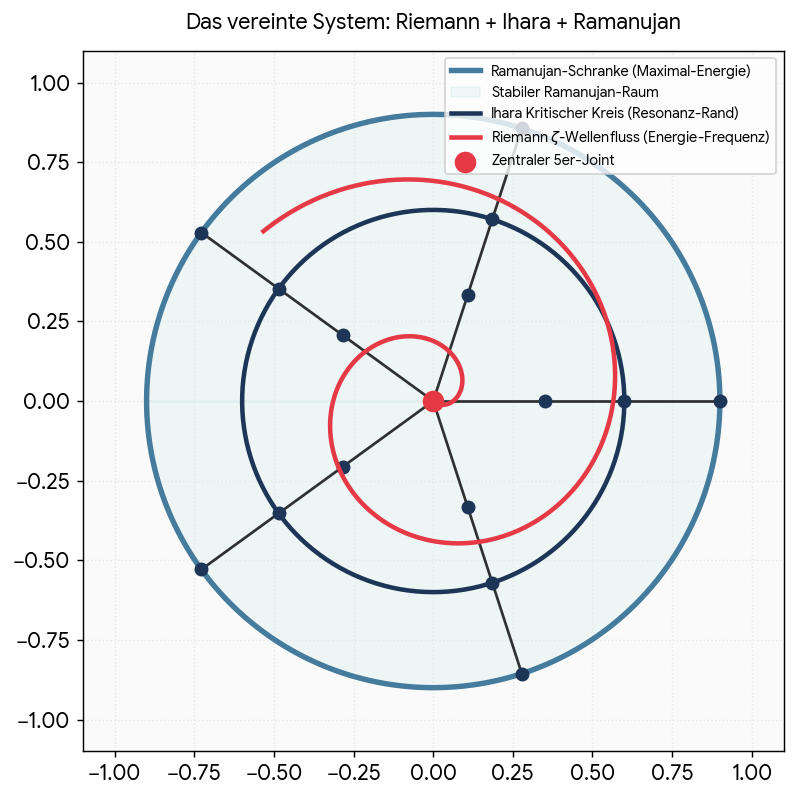 Das vereinte System: Riemann + Ihara + Ramanujan
Ramanujan-Schranke (Maximal-Energie)
Stabiler Ramanujan-Raum
Ihara Kritischer Kreis (Resonanz-Rand)
Riemann ζ-Wellenfluss (Energie-Frequenz)
Zentraler 5er-Joint
1.00
0.75
0.50
0.25
0.00
−0.25
−0.50
−0.75
−1.00
−1.00 −0.75 −0.50 −0.25 0.00 0.25 0.50 0.75 1.00